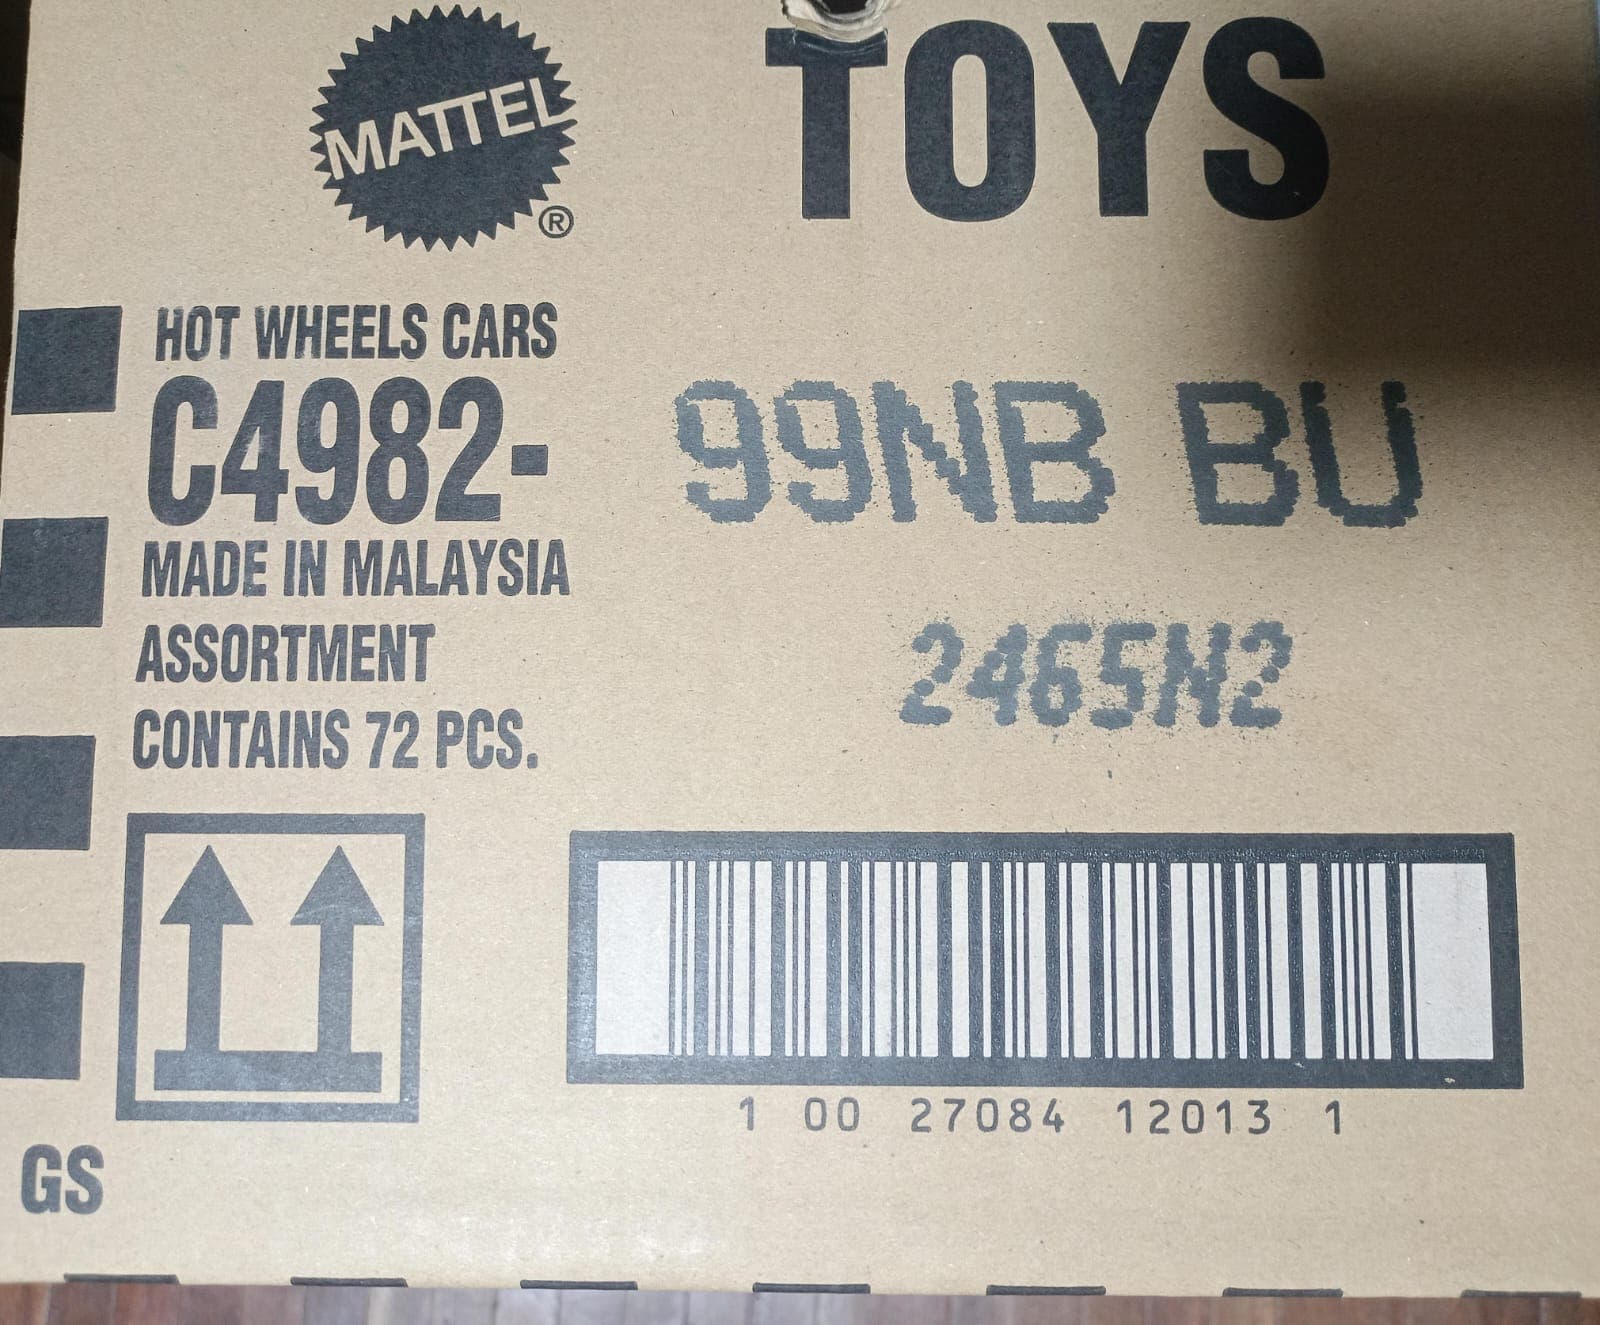 MATTEL
®
TOYS
HOT WHEELS CARS
C4982-
99NB BU
MADE IN MALAYSIA
2465N2
ASSORTMENT
CONTAINS 72 PCS.
1 00 27084 12013 1
GS